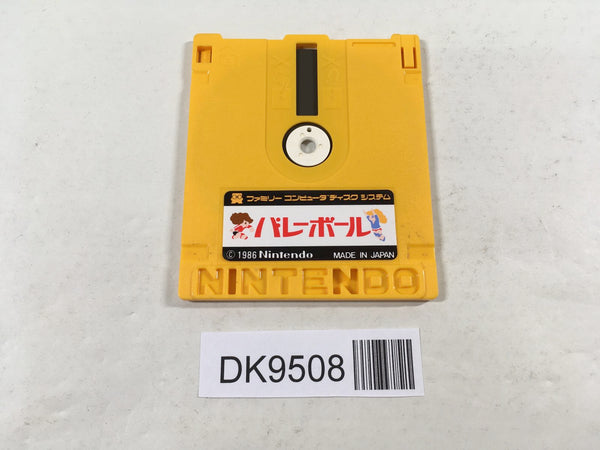 ファミリー コンピュータ ディスク システム
バレーボール
© 1986 Nintendo MADE IN JAPAN
NINTENDO
DK9508